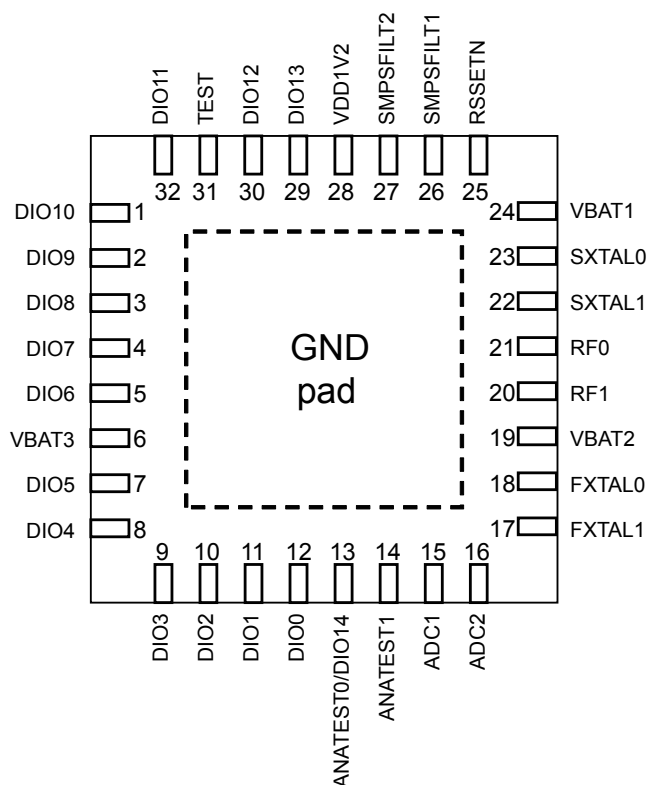 DIO11
TEST
DIO12
DIO13
VDD1V2
SMPSFILT2
SMPSFILT1
RSSETN
32
31
30
29
28
27
26
25
DIO10
1
DIO9
2
DIO8
3
DIO7
4
DIO6
5
VBAT3
6
DIO5
7
DIO4
8
GND
pad
24
VBAT1
23
SXTAL0
22
SXTAL1
21
RF0
20
RF1
19
VBAT2
18
FXTAL0
17
FXTAL1
9
10
11
12
13
14
15
16
DIO3
DIO2
DIO1
DIO0
ANATEST0/DIO14
ANATEST1
ADC1
ADC2